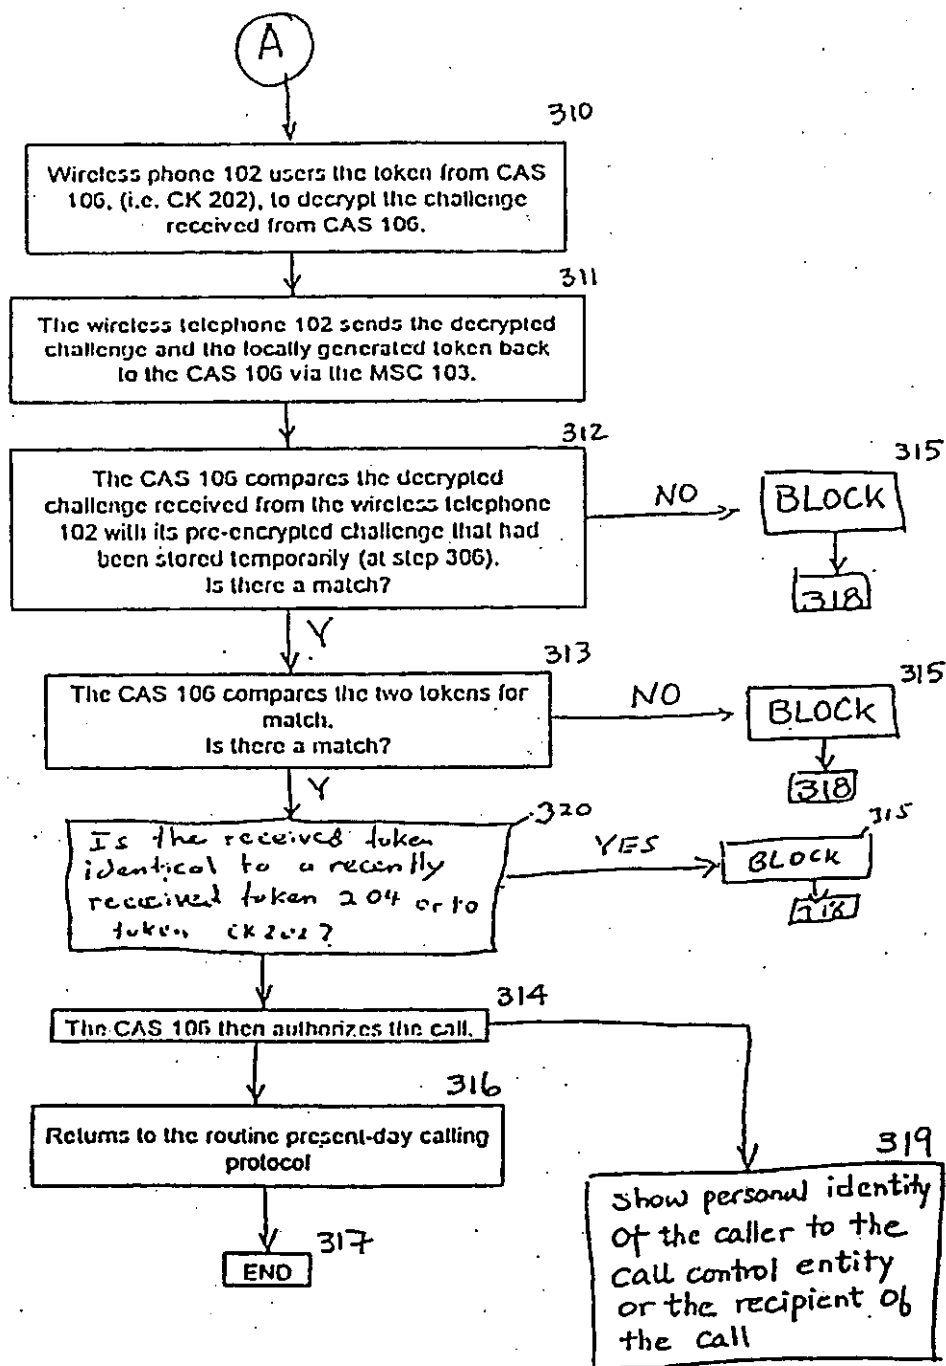 A
310
Wireless phone 102 users the token from CAS
106, (i.e. CK 202), to decrypt the challenge
received from CAS 106.
311
The wireless telephone 102 sends the decrypted
challenge and the locally generated token back
to the CAS 106 via the MSC 103.
312
The CAS 106 compares the decrypted
challenge received from the wireless telephone
102 with its pre-encrypted challenge that had
been stored temporarily (at step 306).
Is there a match?
NO
315
BLOCK
318
Y
313
The CAS 106 compares the two tokens for
match.
Is there a match?
NO
315
BLOCK
318
Y
320
Is the received token
identical to a recently
received token 204 or to
token CK 202?
YES
315
BLOCK
318
314
The CAS 106 then authorizes the call.
316
Returns to the routine present-day calling
protocol
317
END
319
Show personal identity
Of the caller to the
Call control entity
or the recipient of
the call